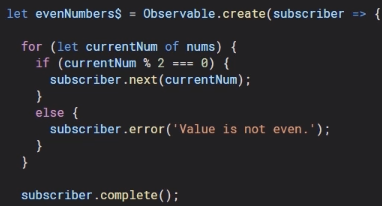 let evenNumbers$ = Observable.create(subscriber => {
for (let currentNum of nums) {
if (currentNum % 2 === 0) {
subscriber.next(currentNum);
}
else {
subscriber.error('Value is not even.');
}
}
subscriber.complete();